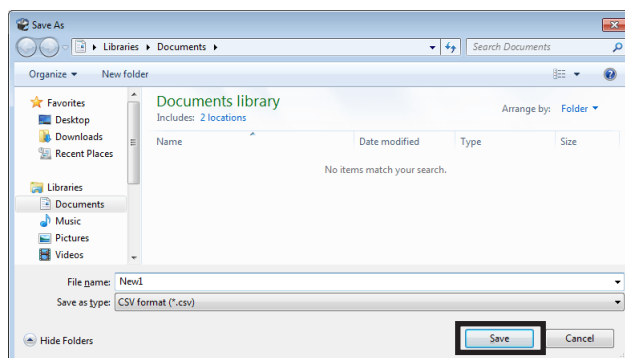 Save As
Libraries Documents
Search Documents
Organize New folder
Favorites
Desktop
Downloads
Recent Places
Libraries
Documents
Music
Pictures
Videos
Documents library
Includes: 2 locations
Arrange by: Folder
Name Date modified Type Size
No items match your search.
File name: New1
Save as type: CSV format (*.csv)
Hide Folders
Save Cancel